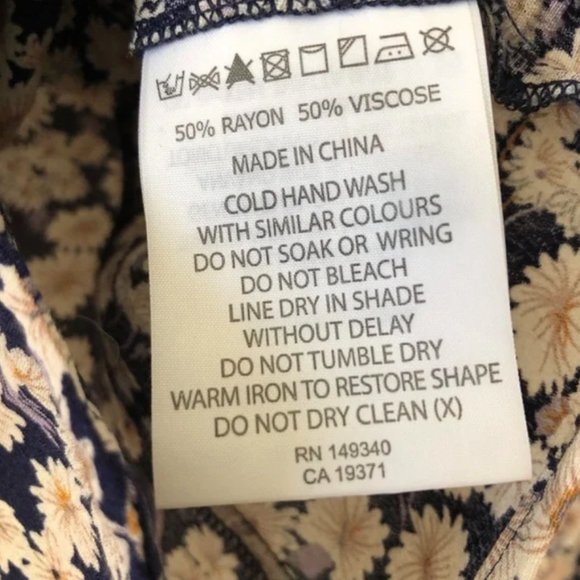 50% RAYON 50% VISCOSE
MADE IN CHINA
COLD HAND WASH
WITH SIMILAR COLOURS
DO NOT SOAK OR WRING
DO NOT BLEACH
LINE DRY IN SHADE
WITHOUT DELAY
DO NOT TUMBLE DRY
WARM IRON TO RESTORE SHAPE
DO NOT DRY CLEAN (X)
RN 149340
CA 19371